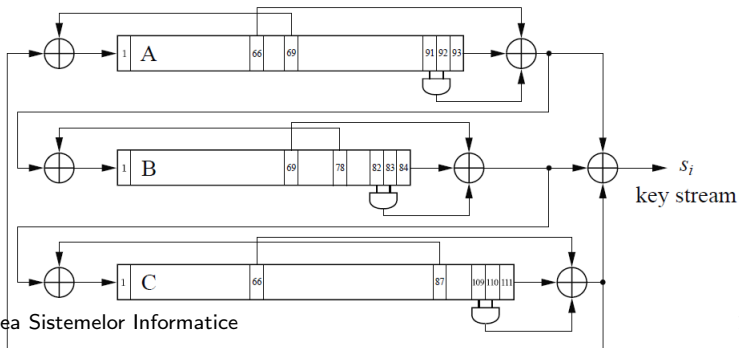 1 A 66 69 91 92 93
1 B 69 78 82 83 84
s_i
key stream
1 C 66 87 109 110 111
ea Sistemelor Informatice